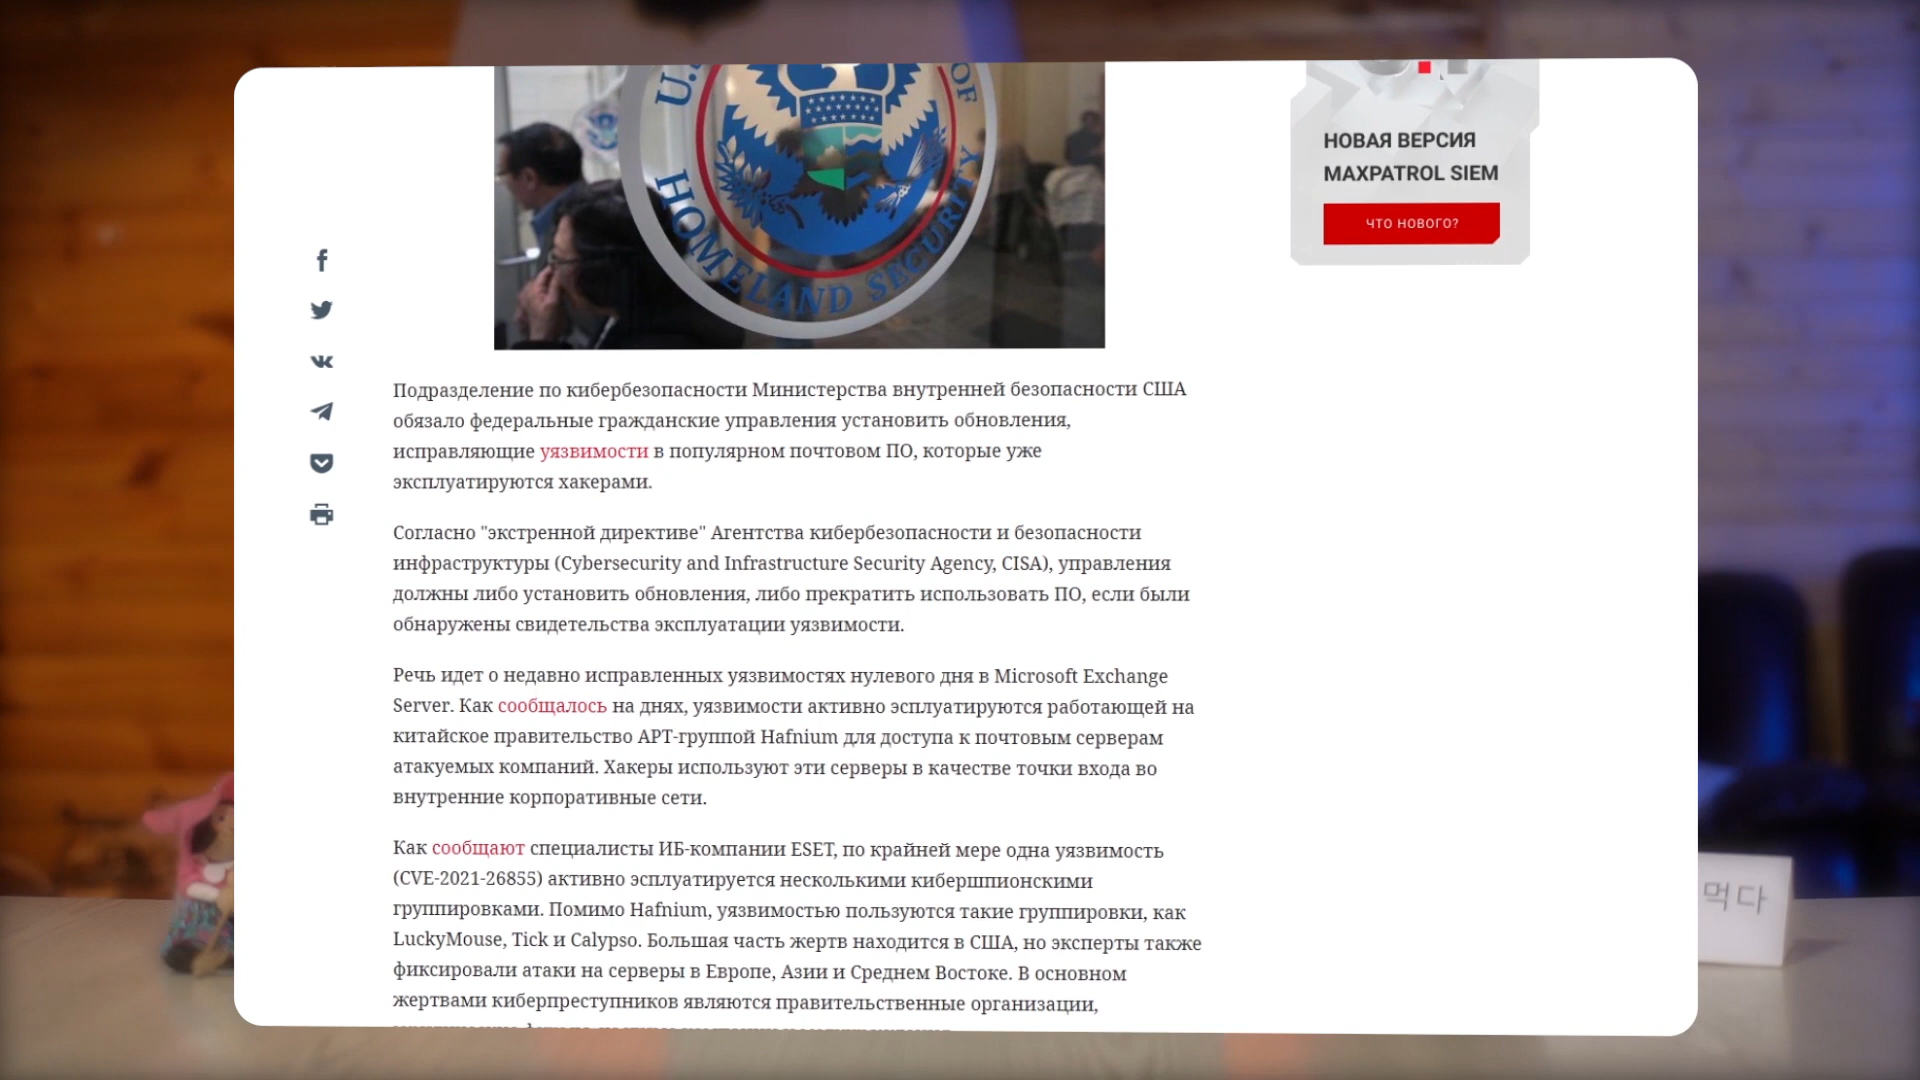 U.S.
OF
HOMELAND SECURITY
НОВАЯ ВЕРСИЯ
MAXPATROL SIEM
ЧТО НОВОГО?
Подразделение по кибербезопасности Министерства внутренней безопасности США
обязало федеральные гражданские управления установить обновления,
исправляющие уязвимости в популярном почтовом ПО, которые уже
эксплуатируются хакерами.
Согласно "экстренной директиве" Агентства кибербезопасности и безопасности
инфраструктуры (Cybersecurity and Infrastructure Security Agency, CISA), управления
должны либо установить обновления, либо прекратить использовать ПО, если были
обнаружены свидетельства эксплуатации уязвимости.
Речь идет о недавно исправленных уязвимостях нулевого дня в Microsoft Exchange
Server. Как сообщалось на днях, уязвимости активно эсплуатируются работающей на
китайское правительство APT-группой Hafnium для доступа к почтовым серверам
атакуемых компаний. Хакеры используют эти серверы в качестве точки входа во
внутренние корпоративные сети.
Как сообщают специалисты ИБ-компании ESET, по крайней мере одна уязвимость
(CVE-2021-26855) активно эсплуатируется несколькими кибершпионскими
группировками. Помимо Hafnium, уязвимостью пользуются такие группировки, как
LuckyMouse, Tick и Calypso. Большая часть жертв находится в США, но эксперты также
фиксировали атаки на серверы в Европе, Азии и Среднем Востоке. В основном
жертвами киберпреступников являются правительственные организации,
먹다